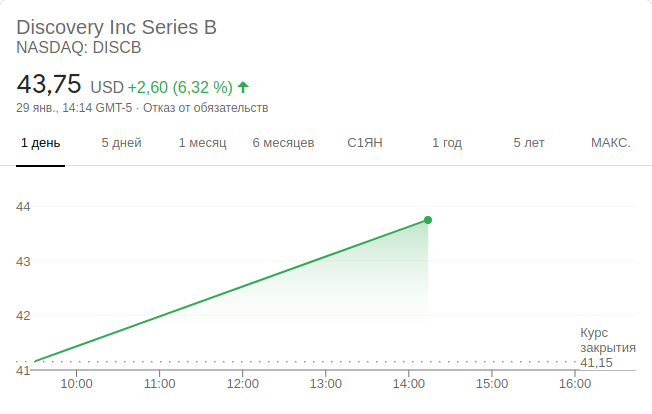 Discovery Inc Series B
NASDAQ: DISCB
43,75 USD +2,60 (6,32 %)
29 янв., 14:14 GMT-5 · Отказ от обязательств
1 день 5 дней 1 месяц 6 месяцев С1ЯН 1 год 5 лет МАКС.
44
43
42
41
Курс
закрытия
41,15
10:00 11:00 12:00 13:00 14:00 15:00 16:00